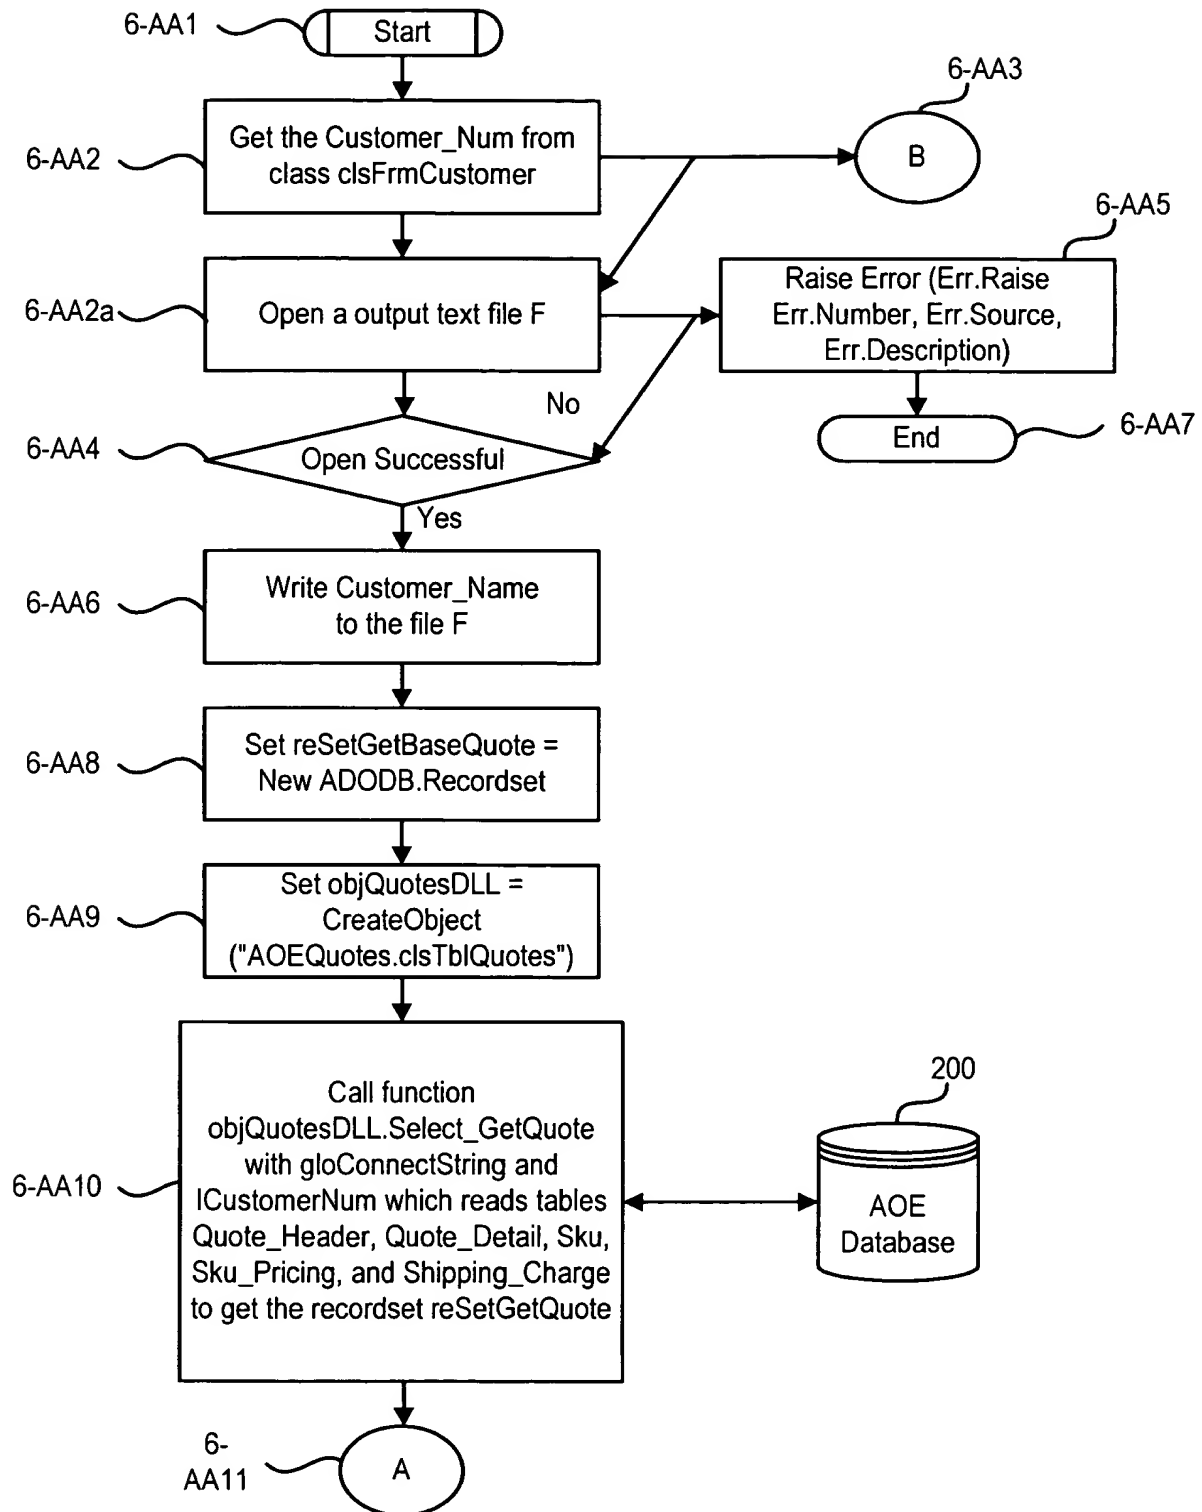 6-AA1
Start
6-AA3
B
6-AA2
Get the Customer_Num from
class clsFrmCustomer
6-AA5
6-AA2a
Open a output text file F
Raise Error (Err.Raise
Err.Number, Err.Source,
Err.Description)
No
6-AA4
Open Successful
End
6-AA7
Yes
6-AA6
Write Customer_Name
to the file F
6-AA8
Set reSetGetBaseQuote =
New ADODB.Recordset
6-AA9
Set objQuotesDLL =
CreateObject
("AOEQuotes.clsTblQuotes")
6-AA10
Call function
objQuotesDLL.Select_GetQuote
with gloConnectString and
lCustomerNum which reads tables
Quote_Header, Quote_Detail, Sku,
Sku_Pricing, and Shipping_Charge
to get the recordset reSetGetQuote
200
AOE
Database
6-
AA11
A